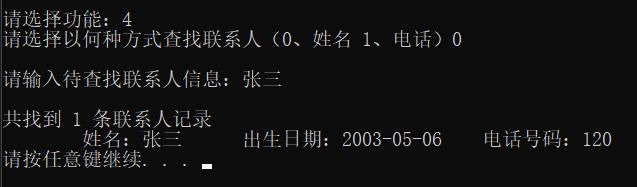 请选择功能：4
请选择以何种方式查找联系人（0、姓名 1、电话）0
请输入待查找联系人信息：张三
共找到 1 条联系人记录
姓名：张三 出生日期：2003-05-06 电话号码：120
请按任意键继续. . .